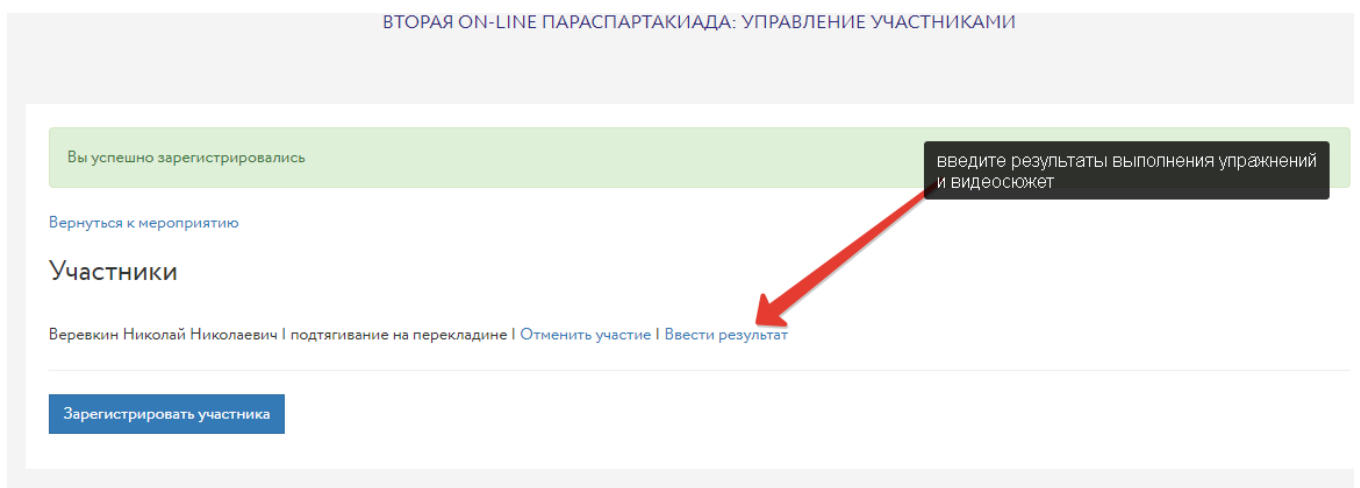 ВТОРАЯ ON-LINE ПАРАСПАРТАКИАДА: УПРАВЛЕНИЕ УЧАСТНИКАМИ
Вы успешно зарегистрировались
введите результаты выполнения упражнений
и видеосюжет
Вернуться к мероприятию
Участники
Веревкин Николай Николаевич | подтягивание на перекладине | Отменить участие | Ввести результат
Зарегистрировать участника